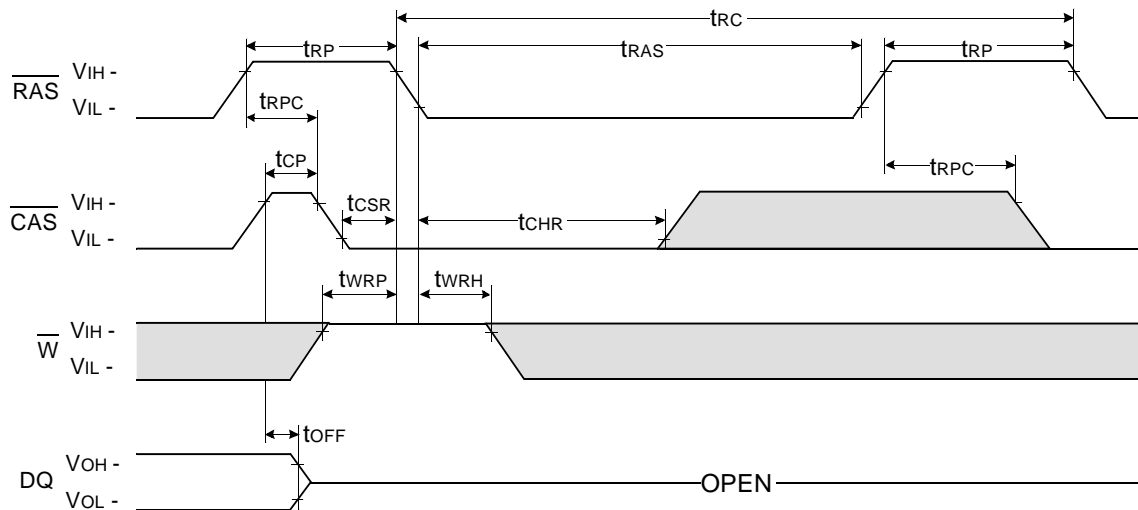 tRC
tRP tRAS tRP
RAS VIH -
VIL -
tRPC
tCP tRPC
CAS VIH -
VIL -
tCSR tCHR
tWRP tWRH
W VIH -
VIL -
tOFF
DQ VOH -
VOL -
OPEN